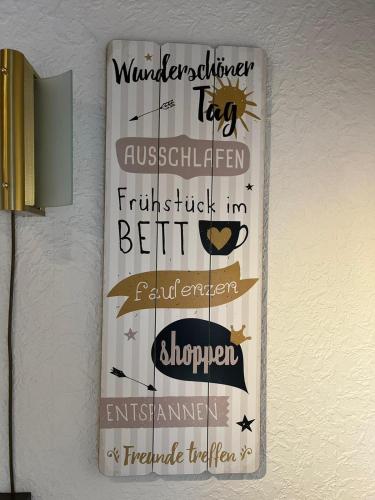 Wunderschöner
Tag
AUSSCHLAFEN
Frühstück im
BETT
Faulenzen
shoppen
ENTSPANNEN
Freunde treffen